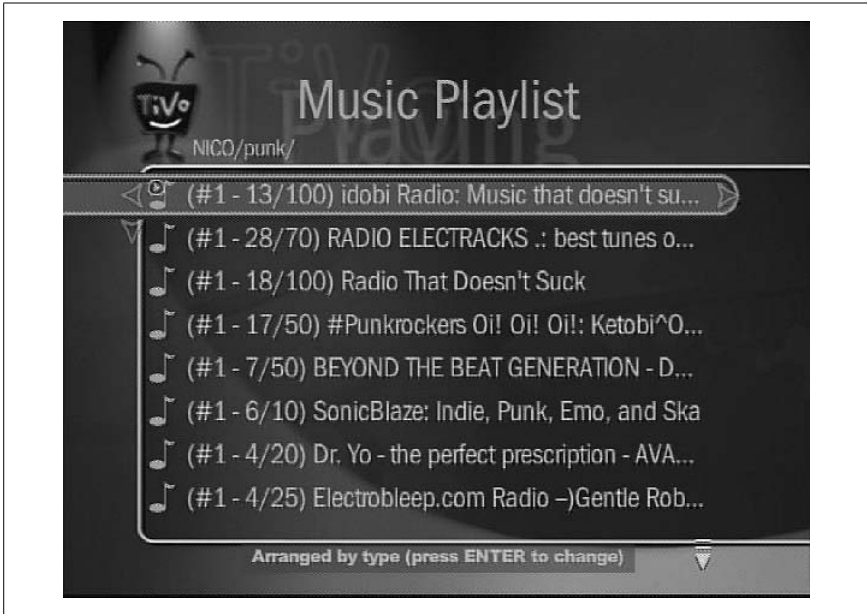 TiVo
Music Playlist
TiVo
Playing
NICO/punk/
(#1 - 13/100) idobi Radio: Music that doesn't su...
(#1 - 28/70) RADIO ELECTRACKS .: best tunes o...
(#1 - 18/100) Radio That Doesn't Suck
(#1 - 17/50) #Punkrockers Oi! Oi! Oi!: Ketobi^O...
(#1 - 7/50) BEYOND THE BEAT GENERATION - D...
(#1 - 6/10) SonicBlaze: Indie, Punk, Emo, and Ska
(#1 - 4/20) Dr. Yo - the perfect prescription - AVA...
(#1 - 4/25) Electrobleep.com Radio –)Gentle Rob...
Arranged by type (press ENTER to change)